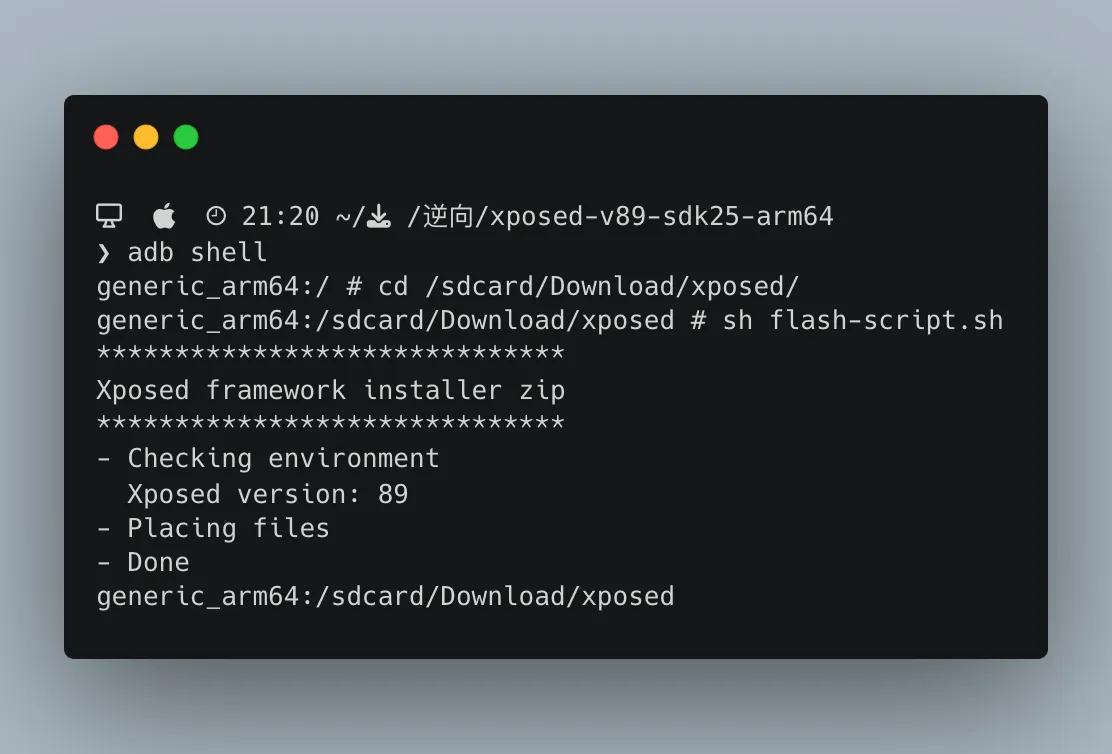 21:20 ~/ /逆向/xposed-v89-sdk25-arm64
❯ adb shell
generic_arm64:/ # cd /sdcard/Download/xposed/
generic_arm64:/sdcard/Download/xposed # sh flash-script.sh
******************************
Xposed framework installer zip
******************************
- Checking environment
  Xposed version: 89
- Placing files
- Done
generic_arm64:/sdcard/Download/xposed